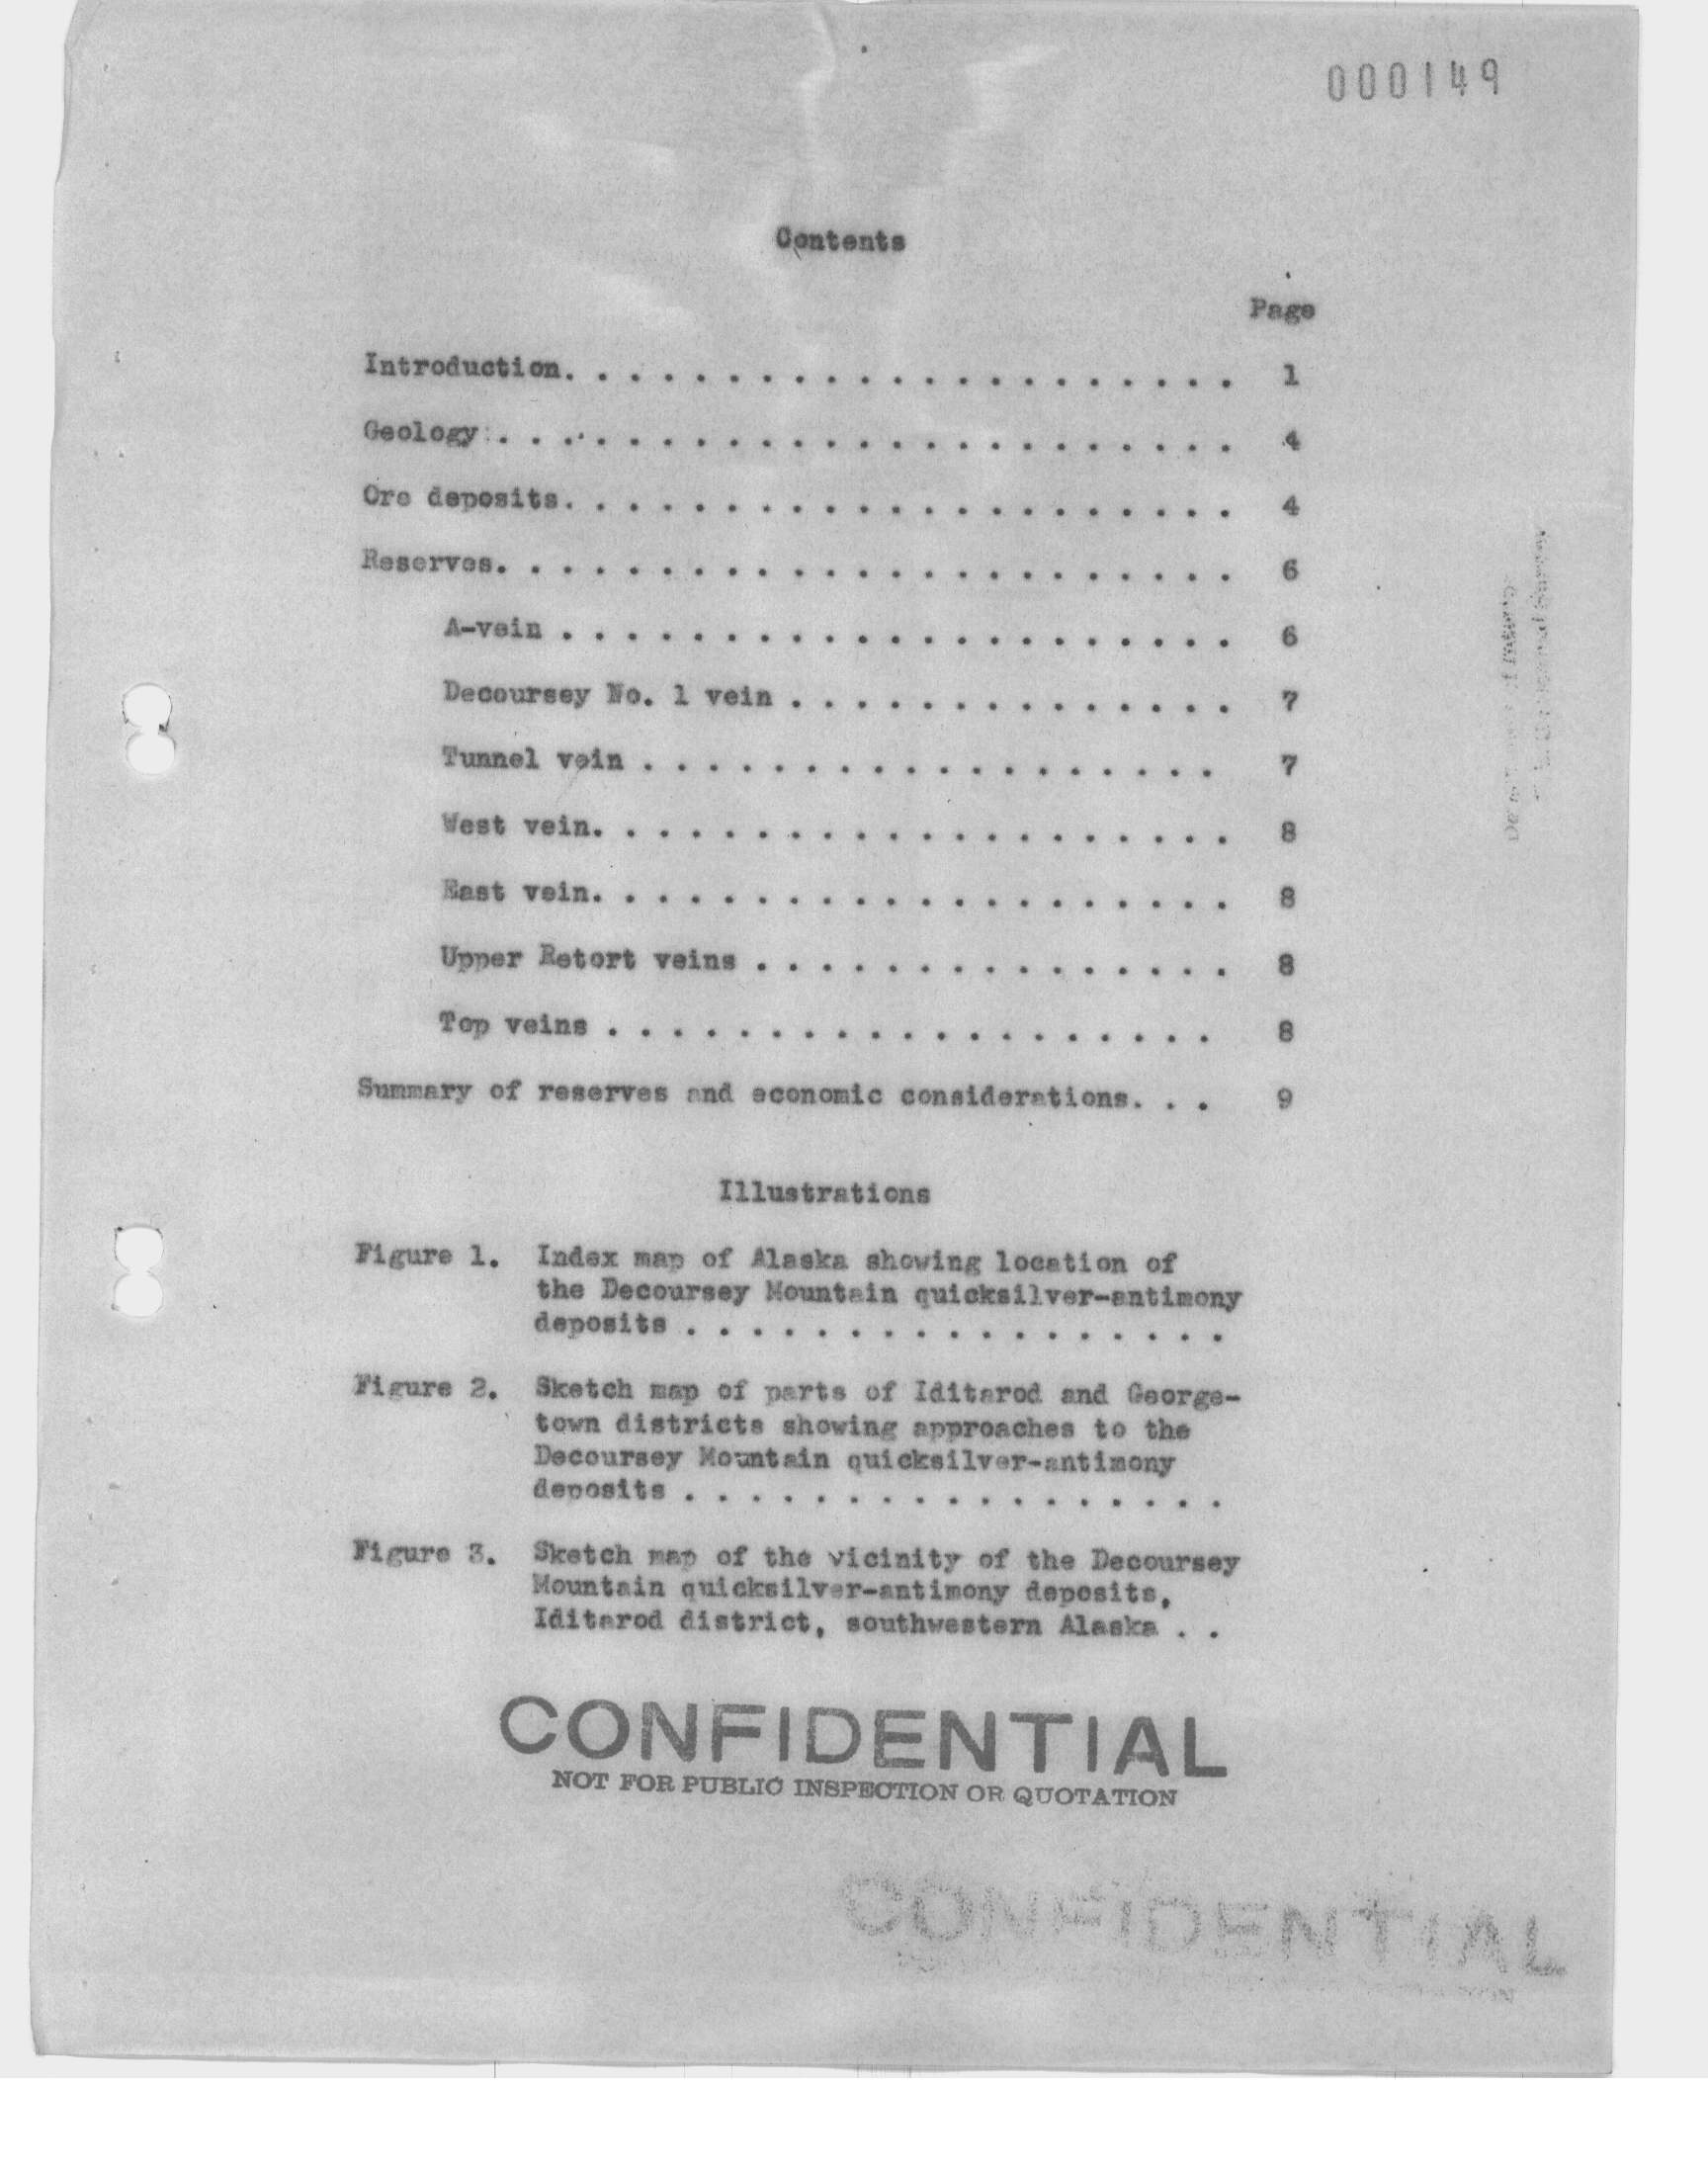 000149
Contents
Page
Introduction. . . . . . . . . . . . . . . . . . . . . 1
Geology . . . . . . . . . . . . . . . . . . . . . . . 4
Ore deposits. . . . . . . . . . . . . . . . . . . . . 4
Reserves. . . . . . . . . . . . . . . . . . . . . . . 6
A-vein . . . . . . . . . . . . . . . . . . . . . 6
Decoursey No. 1 vein . . . . . . . . . . . . . . 7
Tunnel vein . . . . . . . . . . . . . . . . . . 7
West vein. . . . . . . . . . . . . . . . . . . . 8
East vein. . . . . . . . . . . . . . . . . . . . 8
Upper Retort veins . . . . . . . . . . . . . . . 8
Top veins . . . . . . . . . . . . . . . . . . . 8
Summary of reserves and economic considerations. . . 9
Illustrations
Figure 1. Index map of Alaska showing location of
the Decoursey Mountain quicksilver-antimony
deposits . . . . . . . . . . . . . . . . .
Figure 2. Sketch map of parts of Iditarod and George-
town districts showing approaches to the
Decoursey Mountain quicksilver-antimony
deposits . . . . . . . . . . . . . . . . .
Figure 3. Sketch map of the vicinity of the Decoursey
Mountain quicksilver-antimony deposits,
Iditarod district, southwestern Alaska . .
CONFIDENTIAL
NOT FOR PUBLIC INSPECTION OR QUOTATION
CONFIDENTIAL